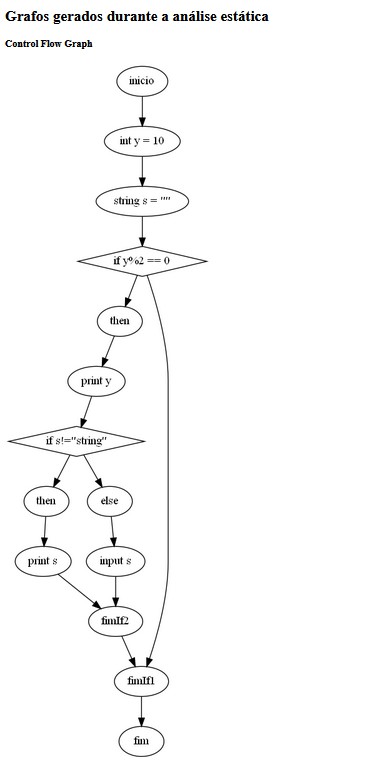 Grafos gerados durante a análise estática
Control Flow Graph
inicio
int y = 10
string s = ""
if y%2 == 0
then
print y
if s!="string"
then
else
print s
input s
fimIf2
fimIf1
fim